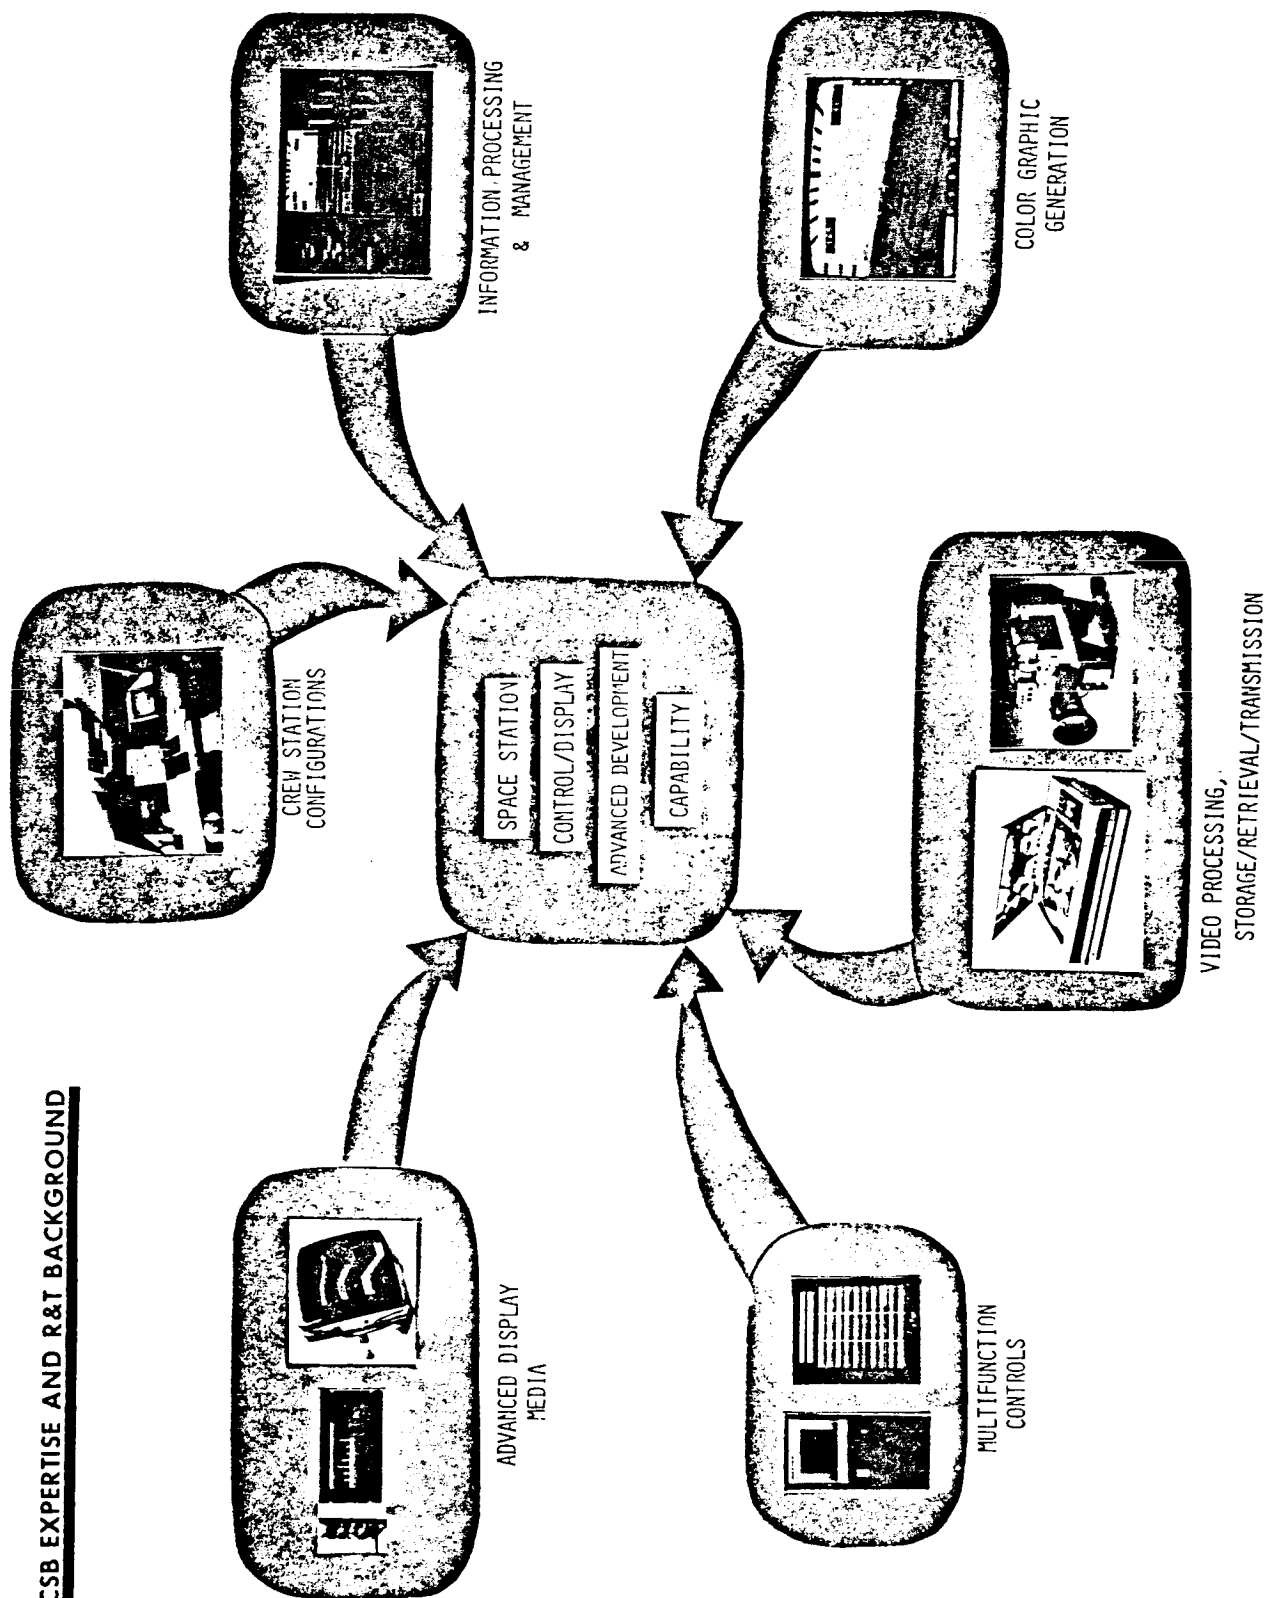 CSB EXPERTISE AND R&T BACKGROUND
CREW STATION
CONFIGURATIONS
ADVANCED DISPLAY
MEDIA
INFORMATION PROCESSING
& MANAGEMENT
SPACE STATION
CONTROL/DISPLAY
ADVANCED DEVELOPMENT
CAPABILITY
MULTIFUNCTION
CONTROLS
COLOR GRAPHIC
GENERATION
VIDEO PROCESSING,
STORAGE/RETRIEVAL/TRANSMISSION